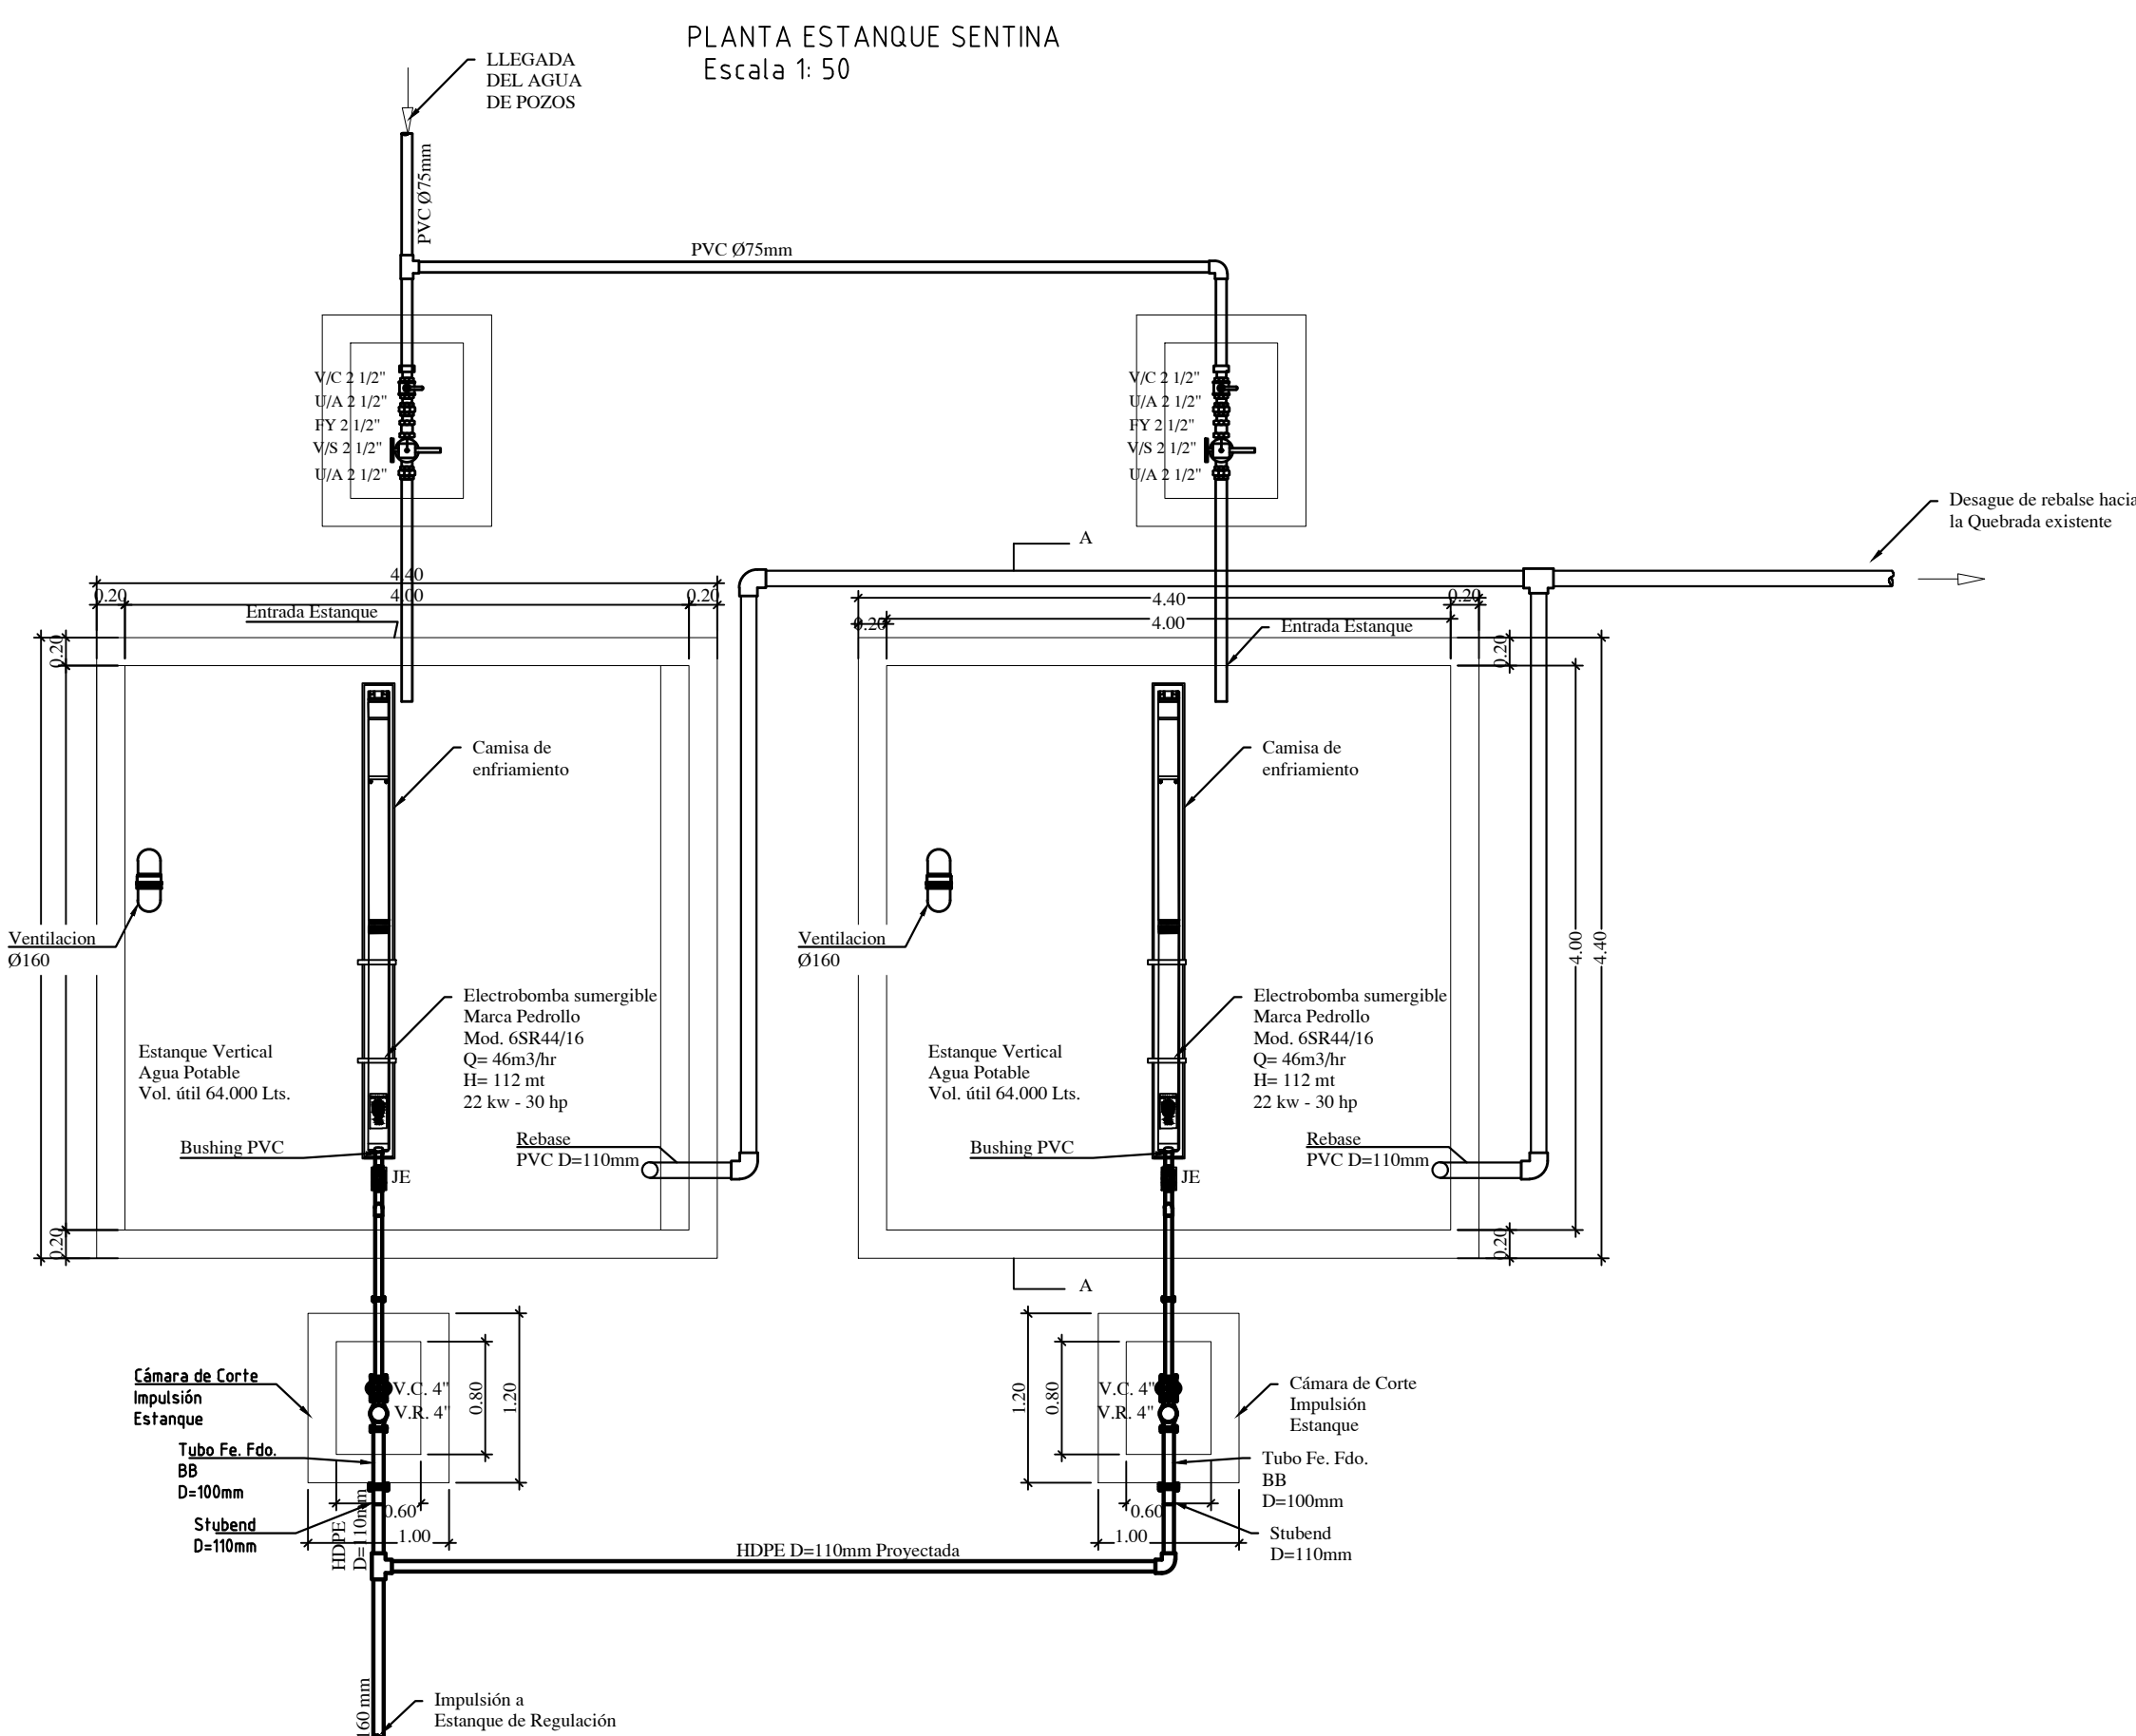 PLANTA ESTANQUE SENTINA
Escala 1: 50
LLEGADA
DEL AGUA
DE POZOS
PVC Ø75mm
PVC Ø75mm
V/C 2 1/2"
U/A 2 1/2"
FY 2 1/2"
V/S 2 1/2"
U/A 2 1/2"
V/C 2 1/2"
U/A 2 1/2"
FY 2 1/2"
V/S 2 1/2"
U/A 2 1/2"
Desague de rebalse hacia
la Quebrada existente
A
4.40
0.20
4.00
0.20
Entrada Estanque
0.20
4.40
0.20
0.20
4.00
Entrada Estanque
0.20
Camisa de
enfriamiento
Camisa de
enfriamiento
Ventilacion
Ø160
Ventilacion
Ø160
4.00
4.40
Electrobomba sumergible
Marca Pedrollo
Mod. 6SR44/16
Q= 46m3/hr
H= 112 mt
22 kw - 30 hp
Electrobomba sumergible
Marca Pedrollo
Mod. 6SR44/16
Q= 46m3/hr
H= 112 mt
22 kw - 30 hp
Estanque Vertical
Agua Potable
Vol. útil 64.000 Lts.
Estanque Vertical
Agua Potable
Vol. útil 64.000 Lts.
Bushing PVC
Rebase
PVC D=110mm
JE
Bushing PVC
Rebase
PVC D=110mm
JE
0.20
0.20
A
Cámara de Corte
Impulsión
Estanque
V.C. 4"
V.R. 4"
0.80
1.20
1.20
0.80
V.C. 4"
V.R. 4"
Cámara de Corte
Impulsión
Estanque
Tubo Fe. Fdo.
BB
D=100mm
Tubo Fe. Fdo.
BB
D=100mm
Stubend
D=110mm
HDPE
D=110mm
0.60
1.00
0.60
1.00
Stubend
D=110mm
HDPE D=110mm Proyectada
160 mm
Impulsión a
Estanque de Regulación